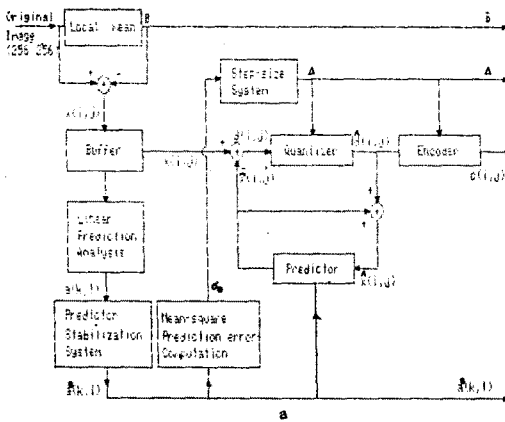 Original
Image
(256 256
Local mean
B
b
+
-
x(i,j)
Step-size
System
Δ
Δ
Buffer
x(i,j)
+
Quantizer
Encoder
c(i,j)
+
+
Linear
Prediction
Analysis
Predictor
x̂(i,j)
a(k,l)
σe
Predictor
Stabilization
System
Mean-square
Prediction error
Computation
â(k,l)
â(k,l)
a